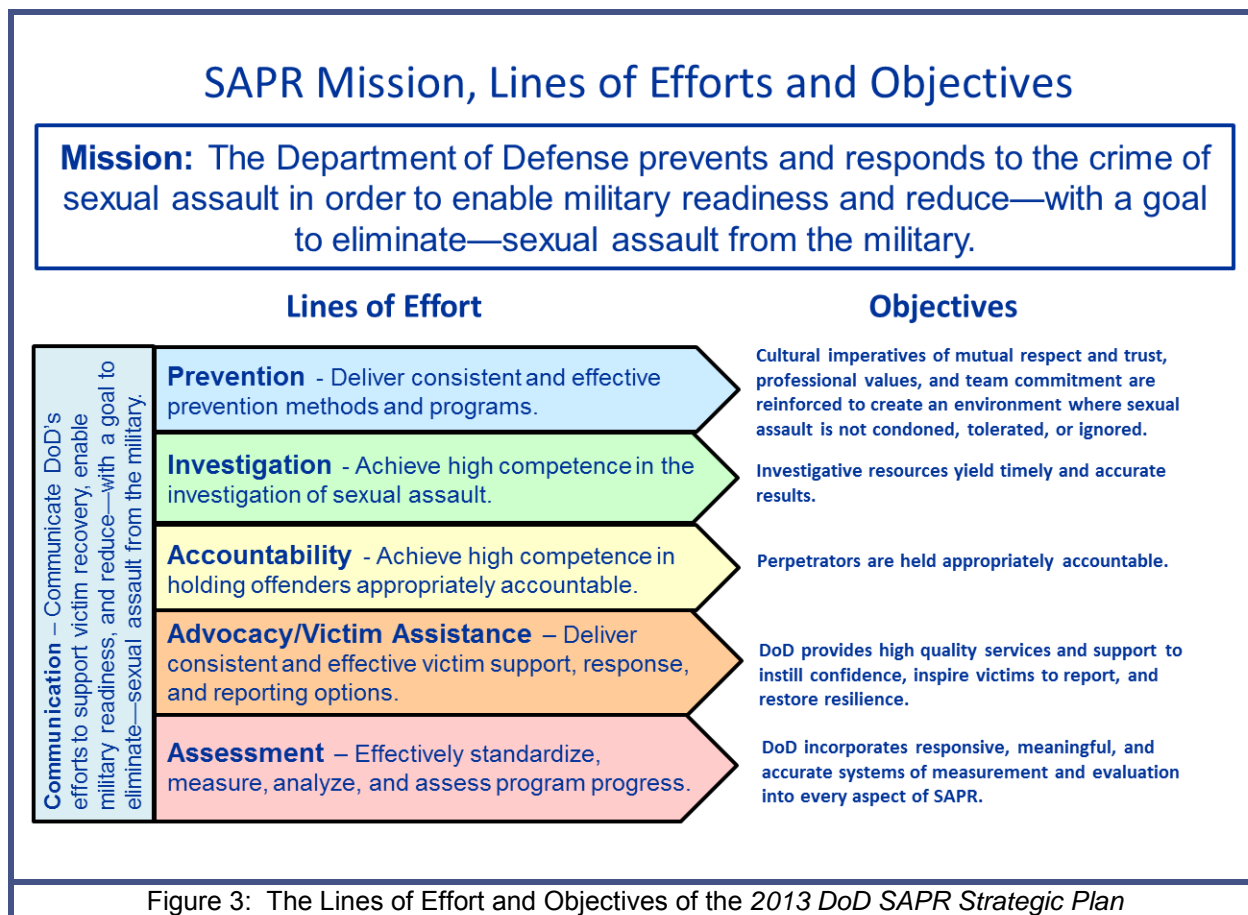 SAPR Mission, Lines of Efforts and Objectives
Mission: The Department of Defense prevents and responds to the crime of
sexual assault in order to enable military readiness and reduce—with a goal
to eliminate—sexual assault from the military.
Lines of Effort
Objectives
Communication – Communicate DoD's
efforts to support victim recovery, enable
military readiness, and reduce—with a goal to
eliminate—sexual assault from the military.
Prevention - Deliver consistent and effective
prevention methods and programs.
Cultural imperatives of mutual respect and trust,
professional values, and team commitment are
reinforced to create an environment where sexual
assault is not condoned, tolerated, or ignored.
Investigation - Achieve high competence in the
investigation of sexual assault.
Investigative resources yield timely and accurate
results.
Accountability - Achieve high competence in
holding offenders appropriately accountable.
Perpetrators are held appropriately accountable.
Advocacy/Victim Assistance – Deliver
consistent and effective victim support, response,
and reporting options.
DoD provides high quality services and support to
instill confidence, inspire victims to report, and
restore resilience.
Assessment – Effectively standardize,
measure, analyze, and assess program progress.
DoD incorporates responsive, meaningful, and
accurate systems of measurement and evaluation
into every aspect of SAPR.
Figure 3: The Lines of Effort and Objectives of the 2013 DoD SAPR Strategic Plan